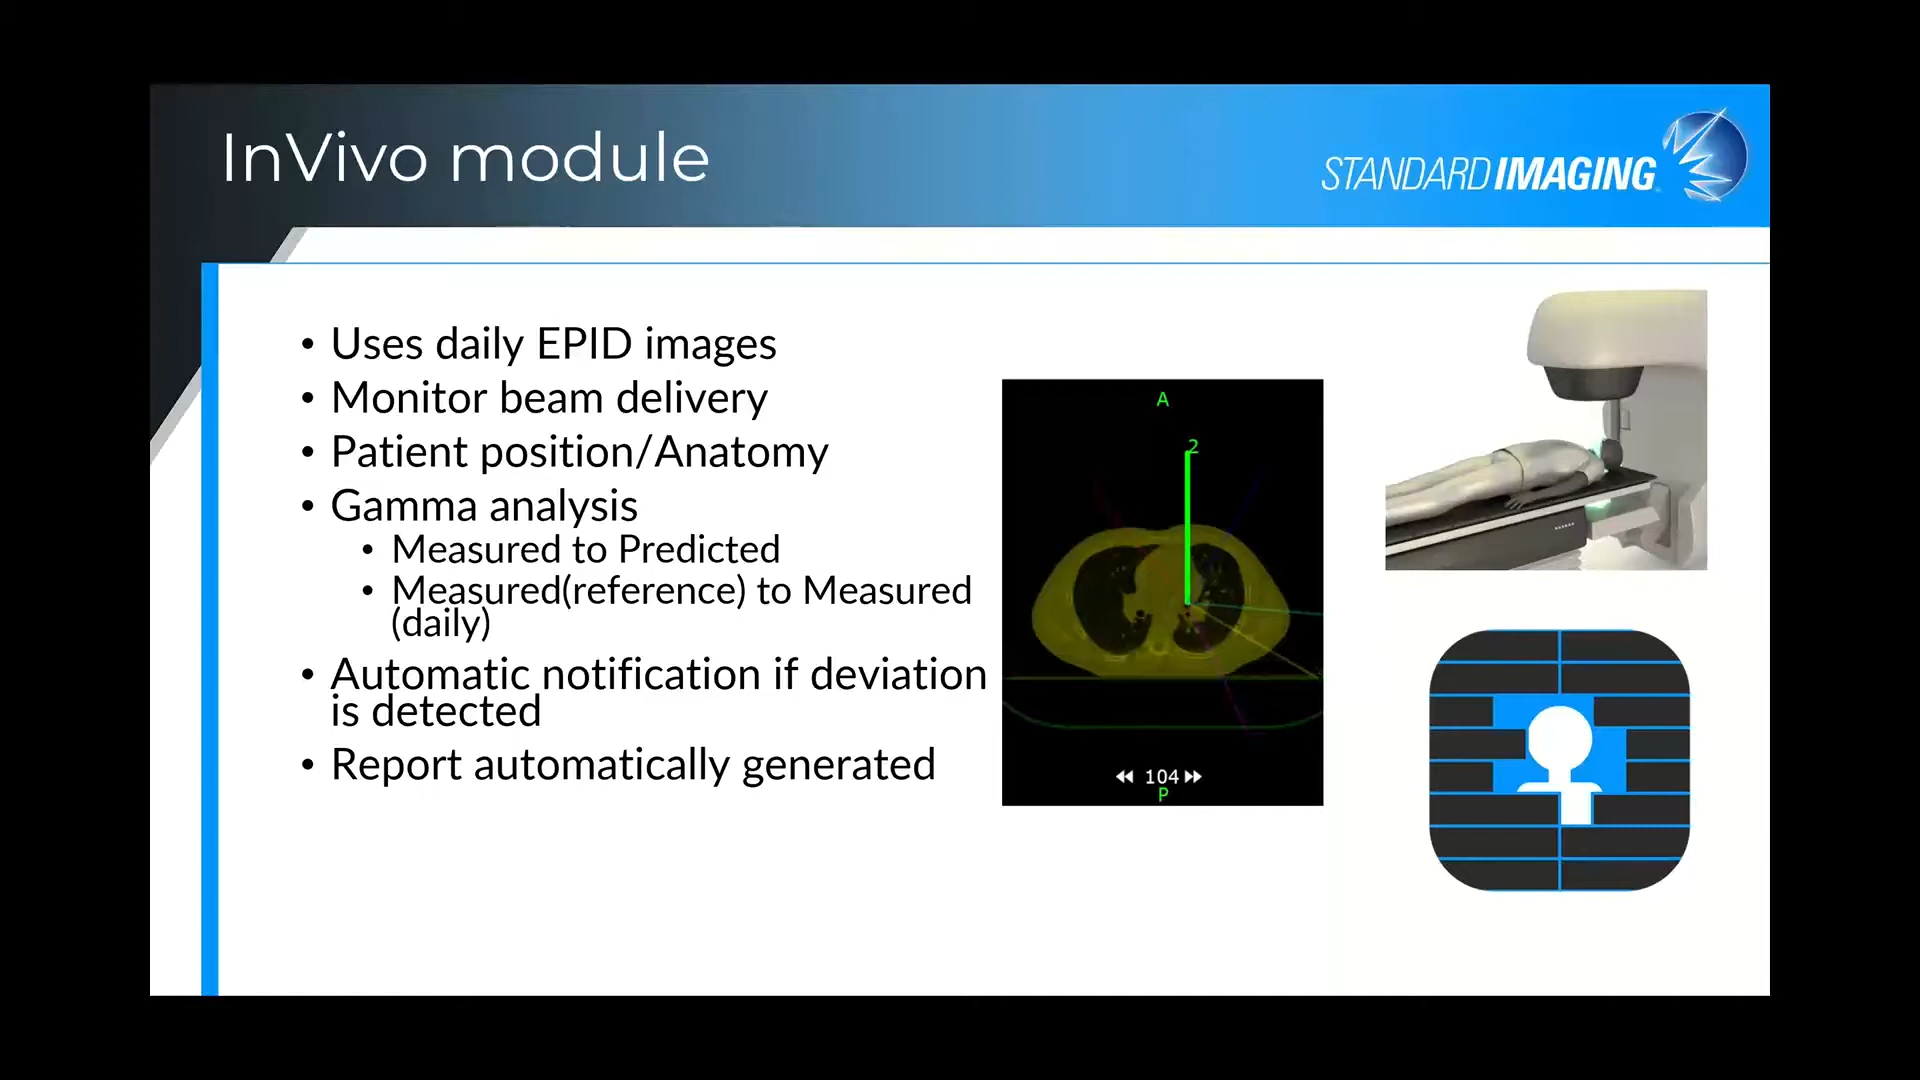 InVivo module
STANDARD IMAGING
• Uses daily EPID images
• Monitor beam delivery
• Patient position/Anatomy
• Gamma analysis
• Measured to Predicted
• Measured(reference) to Measured
(daily)
• Automatic notification if deviation
is detected
• Report automatically generated
A
2
104
P